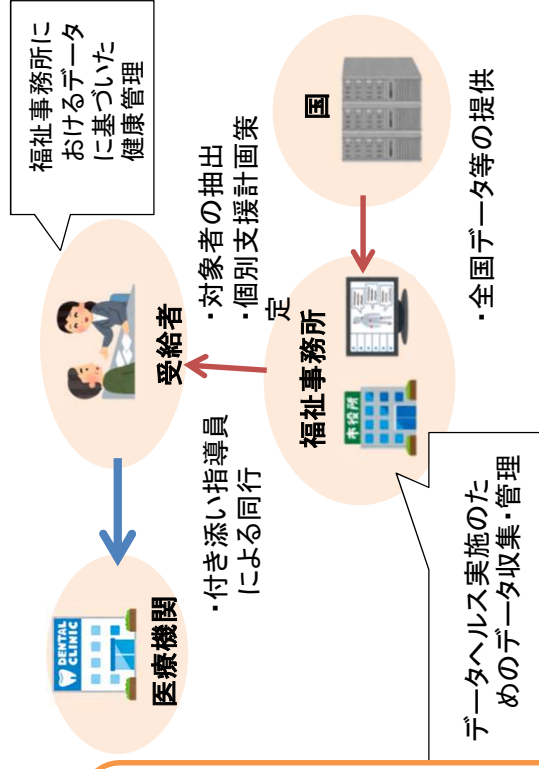 福祉事務所に
おけるデータ
に基づいた
健康管理
DENTAL
CLINIC
医療機関
受給者
・付き添い指導員
による同行
・対象者の抽出
・個別支援計画策
定
市役所
福祉事務所
国
・全国データ等の提供
データヘルス実施のた
めのデータ収集・管理